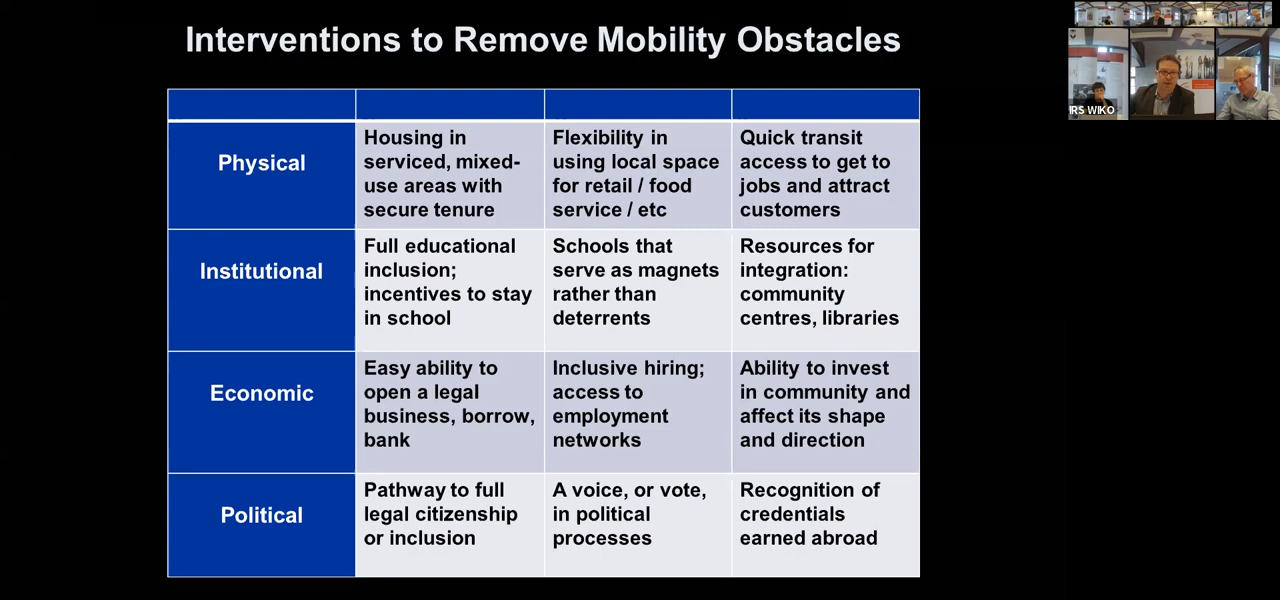 Interventions to Remove Mobility Obstacles
Physical
Housing in
serviced, mixed-
use areas with
secure tenure
Flexibility in
using local space
for retail / food
service / etc
Quick transit
access to get to
jobs and attract
customers
Institutional
Full educational
inclusion;
incentives to stay
in school
Schools that
serve as magnets
rather than
deterrents
Resources for
integration:
community
centres, libraries
Economic
Easy ability to
open a legal
business, borrow,
bank
Inclusive hiring;
access to
employment
networks
Ability to invest
in community and
affect its shape
and direction
Political
Pathway to full
legal citizenship
or inclusion
A voice, or vote,
in political
processes
Recognition of
credentials
earned abroad
WIKO